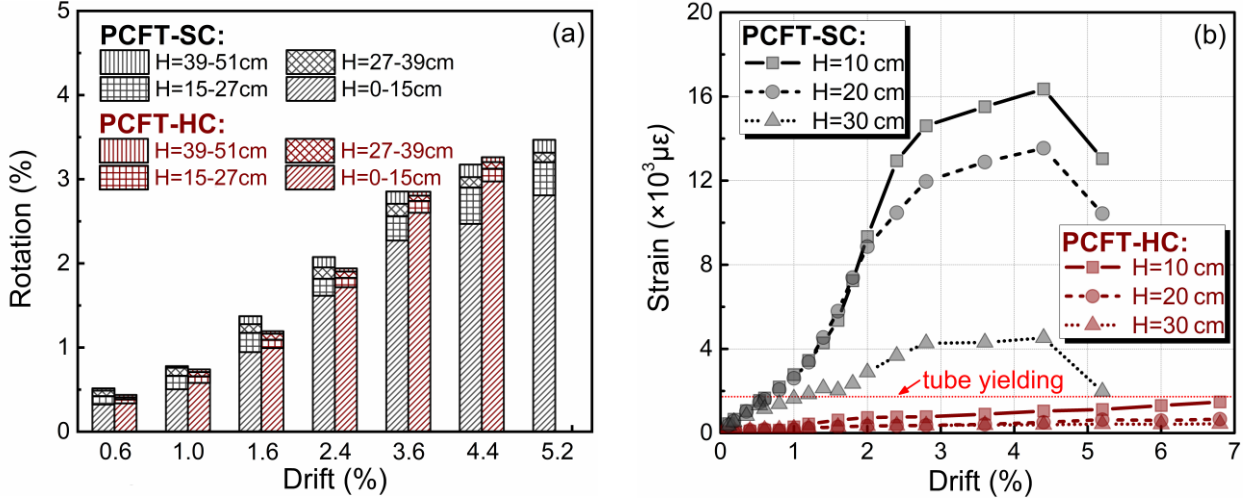 (a)
PCFT-SC:
H=39-51cm H=27-39cm
H=15-27cm H=0-15cm
PCFT-HC:
H=39-51cm H=27-39cm
H=15-27cm H=0-15cm
Rotation (%)
5
4
3
2
1
0
0.6 1.0 1.6 2.4 3.6 4.4 5.2
Drift (%)
(b)
PCFT-SC:
H=10 cm
H=20 cm
H=30 cm
PCFT-HC:
H=10 cm
H=20 cm
H=30 cm
tube yielding
Strain (×10³με)
20
16
12
8
4
0
0 1 2 3 4 5 6 7
Drift (%)